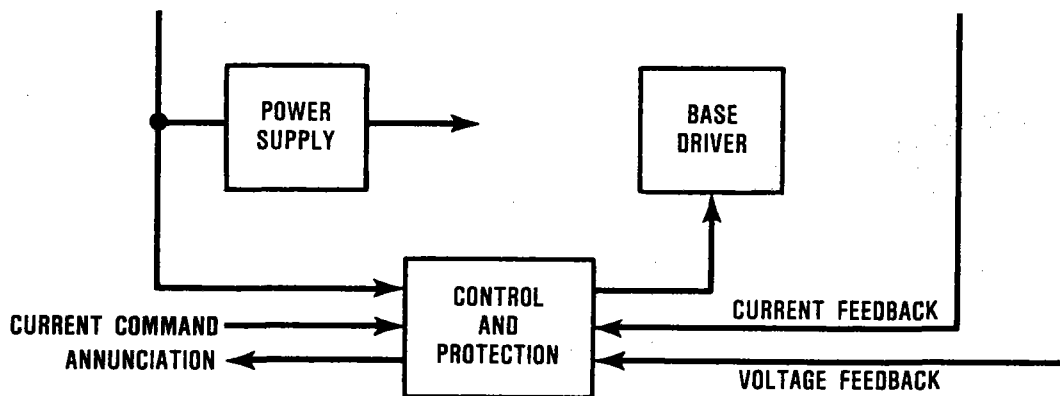 POWER
SUPPLY
BASE
DRIVER
CONTROL
AND
PROTECTION
CURRENT COMMAND
ANNUNCIATION
CURRENT FEEDBACK
VOLTAGE FEEDBACK